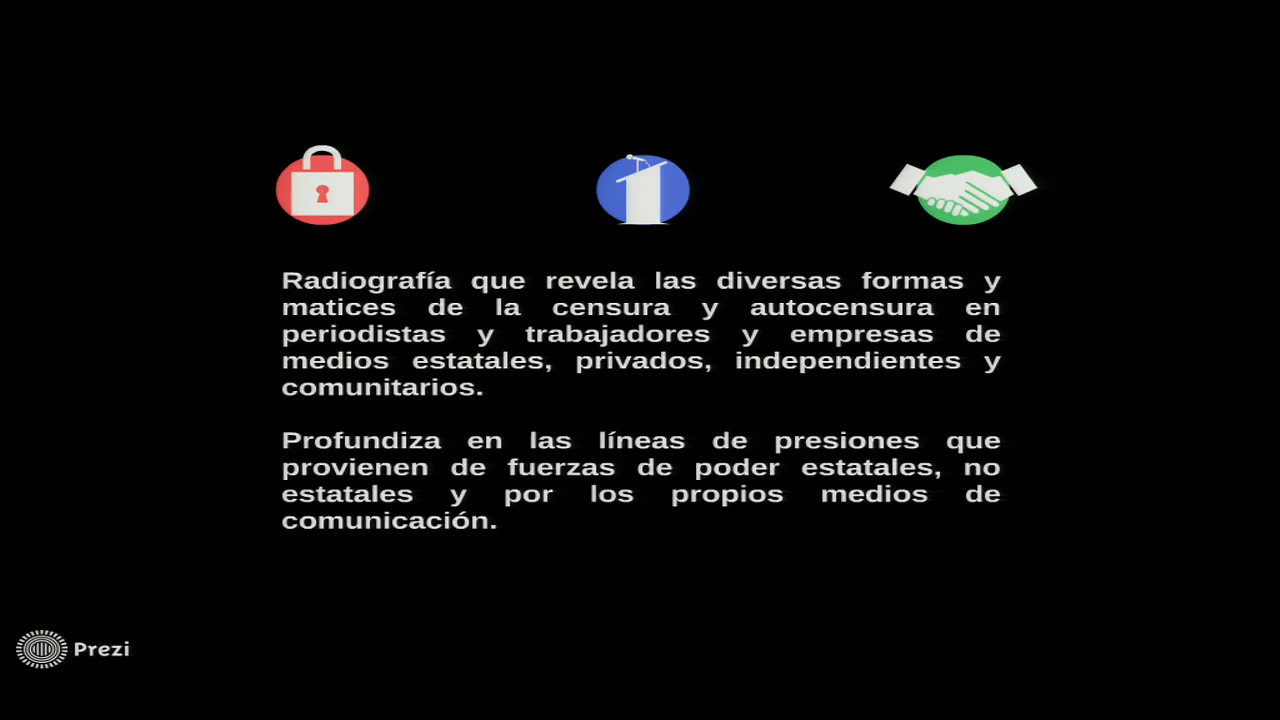 Radiografía que revela las diversas formas y
matices de la censura y autocensura en
periodistas y trabajadores y empresas de
medios estatales, privados, independientes y
comunitarios.
Profundiza en las líneas de presiones que
provienen de fuerzas de poder estatales, no
estatales y por los propios medios de
comunicación.
Prezi